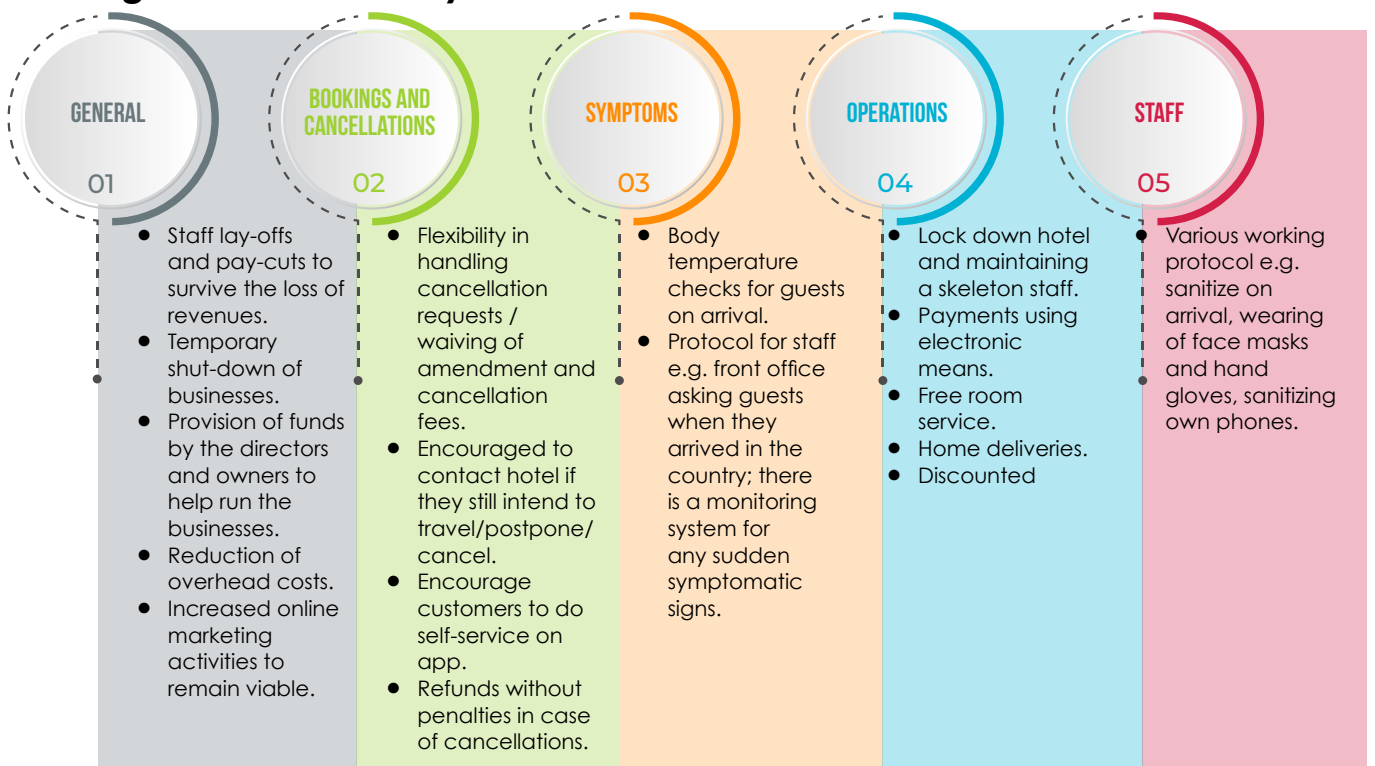 GENERAL
01
Staff lay-offs
and pay-cuts to
survive the loss of
revenues.
Temporary
shut-down of
businesses.
Provision of funds
by the directors
and owners to
help run the
businesses.
Reduction of
overhead costs.
Increased online
marketing
activities to
remain viable.
BOOKINGS AND
CANCELLATIONS
02
Flexibility in
handling
cancellation
requests /
waiving of
amendment and
cancellation
fees.
Encouraged to
contact hotel if
they still intend to
travel/postpone/
cancel.
Encourage
customers to do
self-service on
app.
Refunds without
penalties in case
of cancellations.
SYMPTOMS
03
Body
temperature
checks for guests
on arrival.
Protocol for staff
e.g. front office
asking guests
when they
arrived in the
country; there
is a monitoring
system for
any sudden
symptomatic
signs.
OPERATIONS
04
Lock down hotel
and maintaining
a skeleton staff.
Payments using
electronic
means.
Free room
service.
Home deliveries.
Discounted
STAFF
05
Various working
protocol e.g.
sanitize on
arrival, wearing
of face masks
and hand
gloves, sanitizing
own phones.